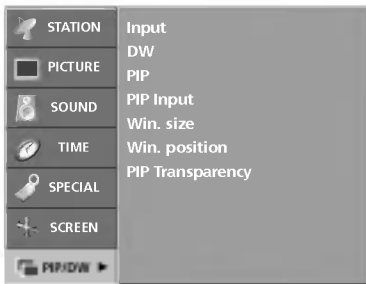 STATION
PICTURE
SOUND
TIME
SPECIAL
SCREEN
PIP/DW
Input
DW
PIP
PIP Input
Win. size
Win. position
PIP Transparency